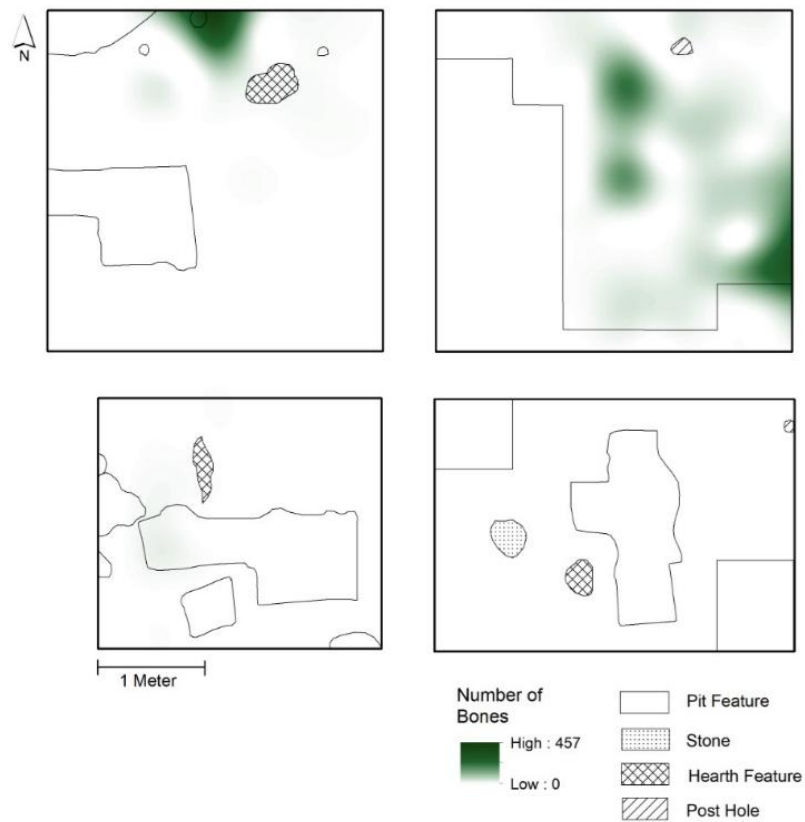 N
1 Meter
Number of
Bones
High : 457
Low : 0
Pit Feature
Stone
Hearth Feature
Post Hole